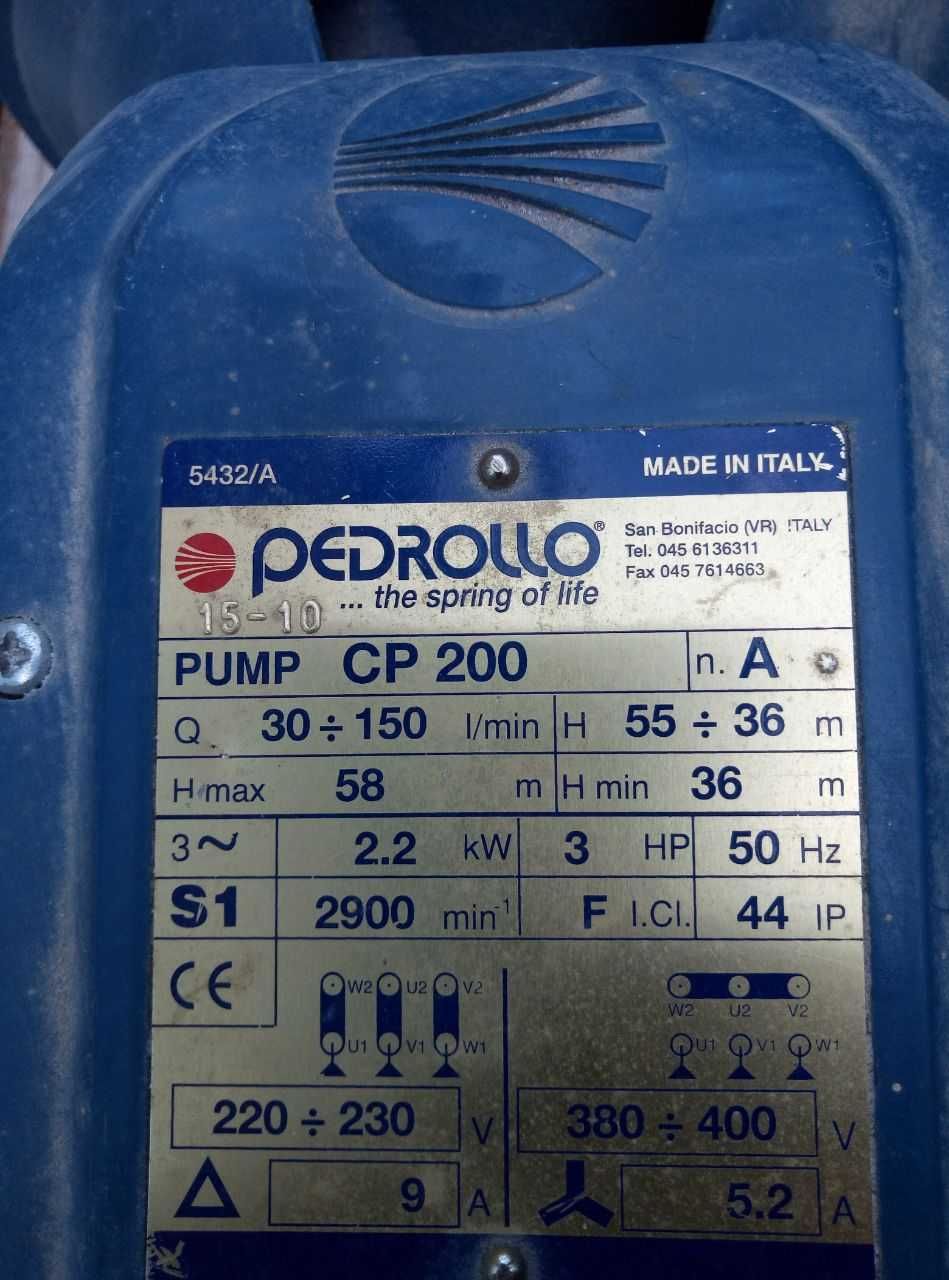 5432/A MADE IN ITALY
PEDROLLO®
San Bonifacio (VR) ITALY
Tel. 045 6136311
Fax 045 7614663
... the spring of life
15-10
PUMP CP 200 n. A
Q 30 ÷ 150 l/min H 55 ÷ 36 m
H max 58 m H min 36 m
3~ 2.2 kW 3 HP 50 Hz
S1 2900 min-1 F I.Cl. 44 IP
CE
W2 U2 V2 W2 U2 V2
U1 V1 W1 U1 V1 W1
220 ÷ 230 V 380 ÷ 400 V
Δ 9 A 5.2 A